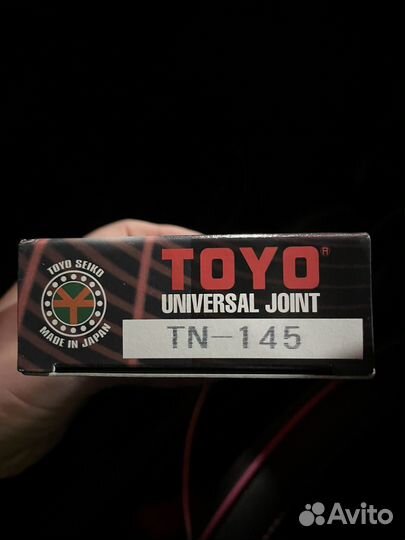 TOYO SEIKO
MADE IN JAPAN
TOYO®
UNIVERSAL JOINT
TN-145
Avito